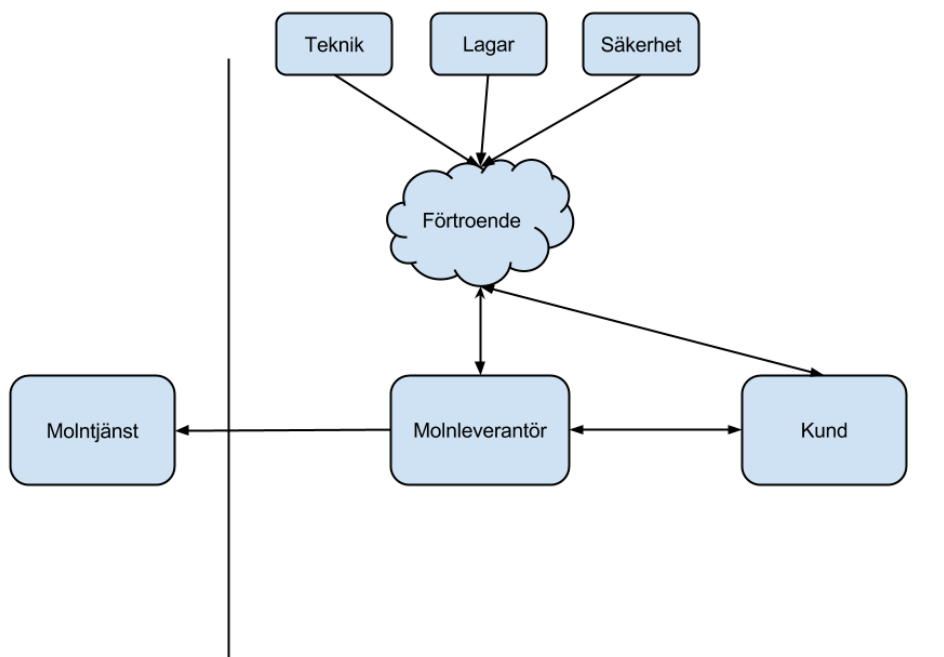 Teknik
Lagar
Säkerhet
Förtroende
Molntjänst
Molnleverantör
Kund